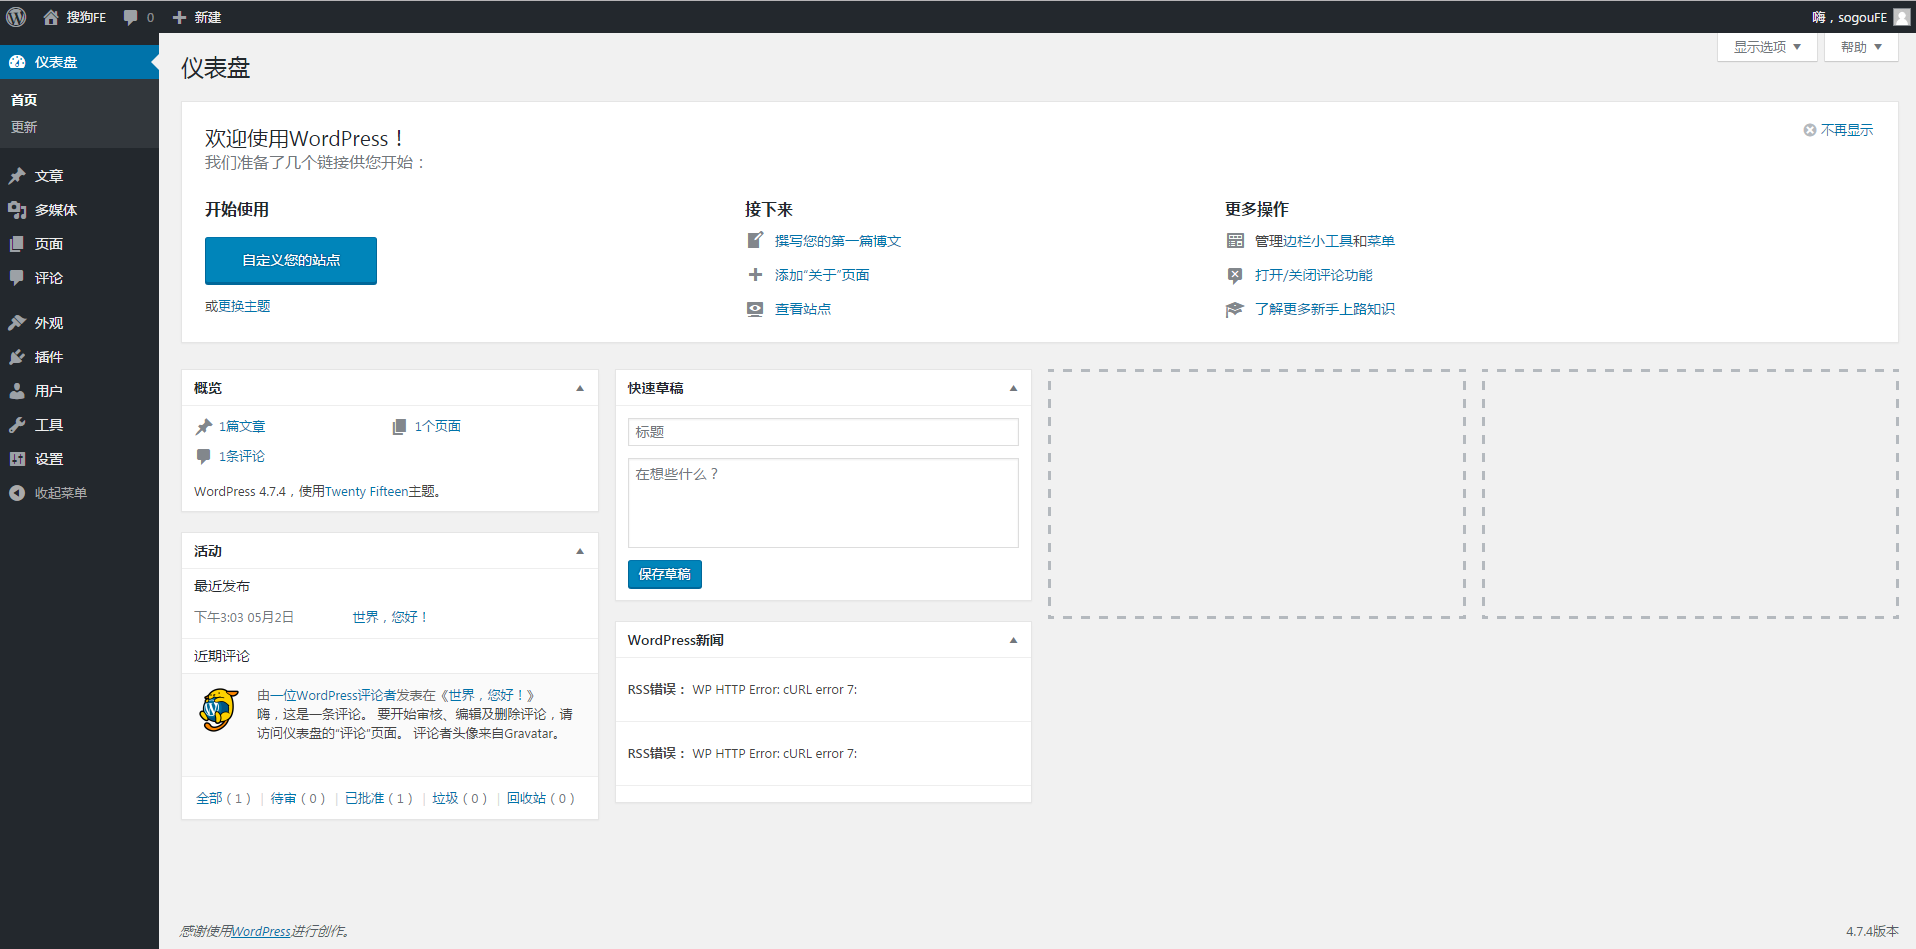 搜狗FE 0 新建 嗨，sogouFE
仪表盘
首页
更新
文章
多媒体
页面
评论
外观
插件
用户
工具
设置
收起菜单
显示选项 帮助
仪表盘
欢迎使用WordPress！
不再显示
我们准备了几个链接供您开始：
开始使用
自定义您的站点
或更换主题
接下来
撰写您的第一篇博文
添加“关于”页面
查看站点
更多操作
管理边栏小工具和菜单
打开/关闭评论功能
了解更多新手上路知识
概览
1篇文章 1个页面
1条评论
WordPress 4.7.4，使用Twenty Fifteen主题。
活动
最近发布
下午3:03 05月2日 世界，您好！
近期评论
由一位WordPress评论者发表在《世界，您好！》
嗨，这是一条评论。 要开始审核、编辑及删除评论，请
访问仪表盘的“评论”页面。 评论者头像来自Gravatar。
全部（1） | 待审（0） | 已批准（1） | 垃圾（0） | 回收站（0）
快速草稿
标题
在想些什么？
保存草稿
WordPress新闻
RSS错误： WP HTTP Error: cURL error 7:
RSS错误： WP HTTP Error: cURL error 7:
感谢使用WordPress进行创作。
4.7.4版本